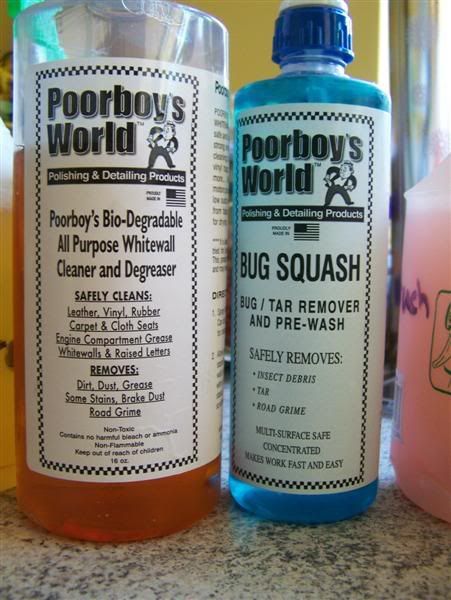 Poorboy's
World™
Polishing & Detailing Products
PROUDLY
MADE IN
Poorboy's Bio-Degradable
All Purpose Whitewall
Cleaner and Degreaser
SAFELY CLEANS:
Leather, Vinyl, Rubber
Carpet & Cloth Seats
Engine Compartment Grease
Whitewalls & Raised Letters
REMOVES:
Dirt, Dust, Grease
Some Stains, Brake Dust
Road Grime
Non-Toxic
Contains no harmful bleach or ammonia
Non-Flammable
Keep out of reach of children
16 oz.
Poorboy's
World™
Polishing & Detailing Products
PROUDLY
MADE IN
BUG SQUASH
BUG / TAR REMOVER
AND PRE-WASH
SAFELY REMOVES:
• INSECT DEBRIS
• TAR
• ROAD GRIME
MULTI-SURFACE SAFE
CONCENTRATED
MAKES WORK FAST AND EASY